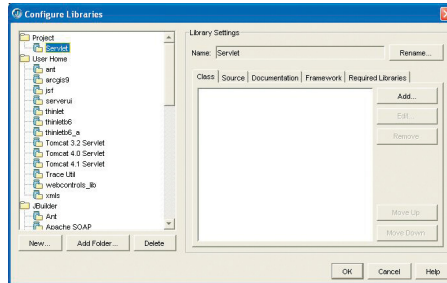 Configure Libraries
Project
Servlet
User Home
ant
arcgis9
jsf
serverui
thinlet
thinletb6
thinletb6_a
Tomcat 3.2 Servlet
Tomcat 4.0 Servlet
Tomcat 4.1 Servlet
Trace Util
webcontrols_lib
xmls
JBuilder
Ant
Apache SOAP
New...
Add Folder...
Delete
Library Settings
Name: Servlet
Rename...
Class Source Documentation Framework Required Libraries
Add...
Edit...
Remove
Move Up
Move Down
OK
Cancel
Help